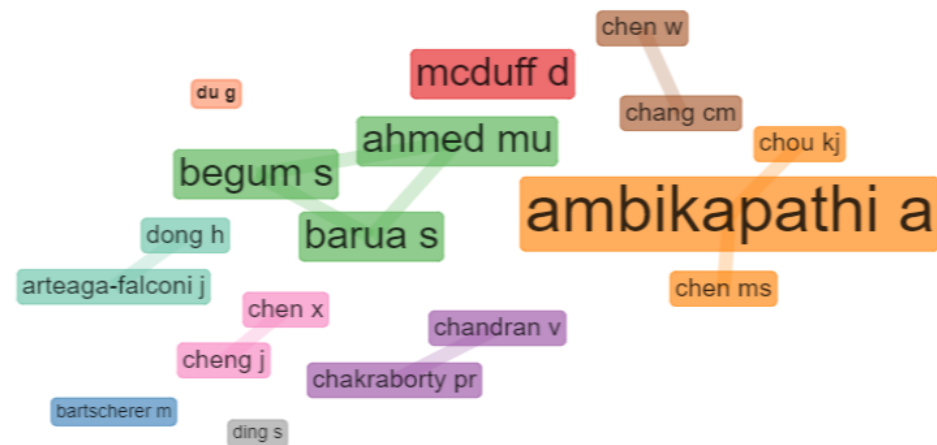 chen w
mcduff d
du g
chang cm
ahmed mu
chou kj
begum s
ambikapathi a
barua s
dong h
arteaga-falconi j
chen ms
chen x
chandran v
cheng j
chakraborty pr
bartscherer m
ding s